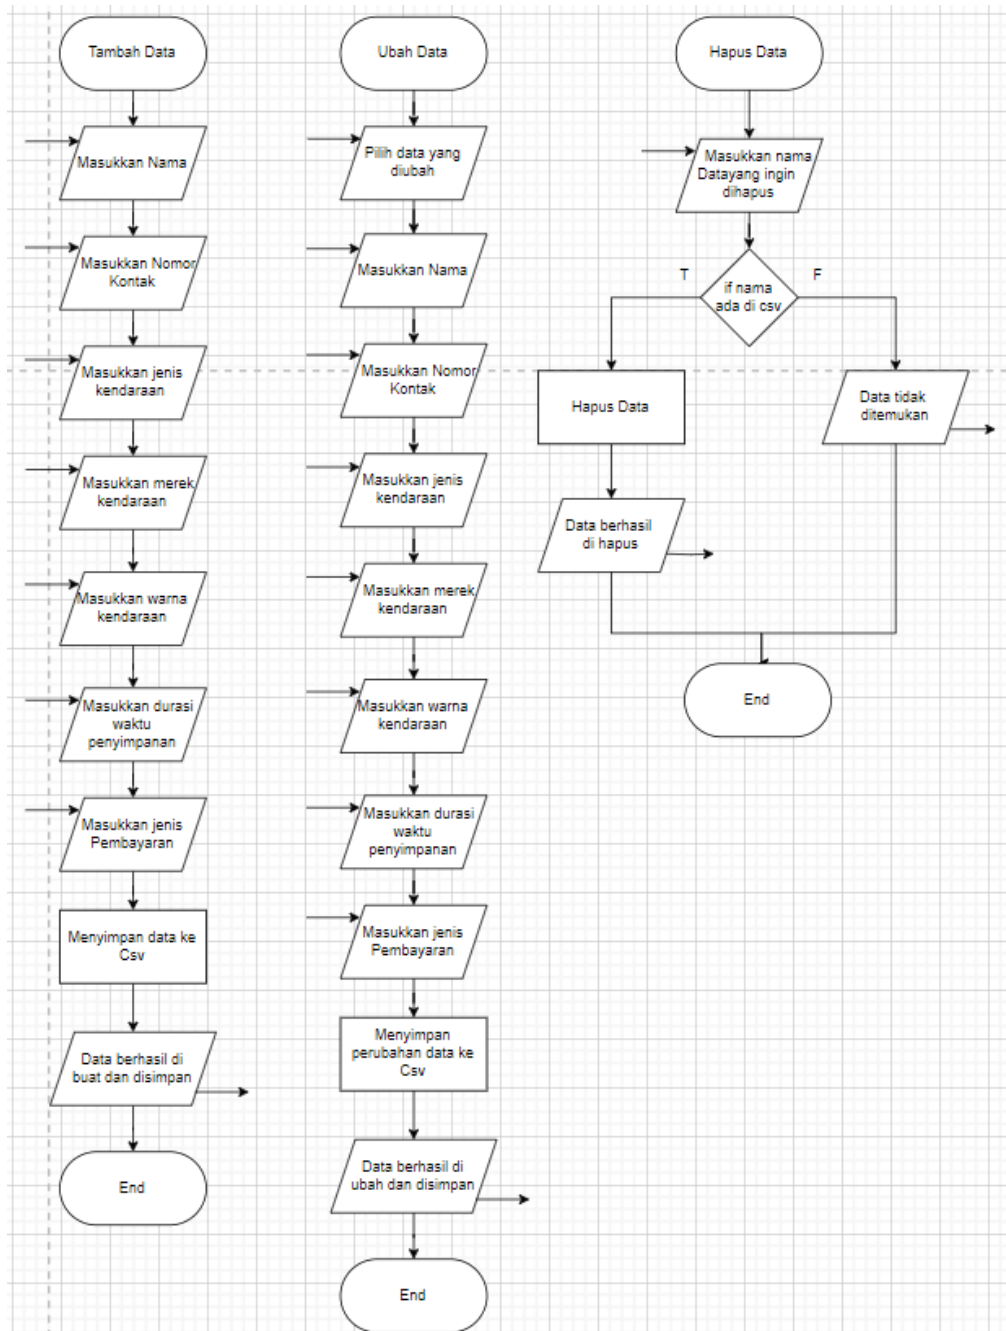 Tambah Data
Masukkan Nama
Masukkan Nomor
Kontak
Masukkan jenis
kendaraan
Masukkan merek
kendaraan
Masukkan warna
kendaraan
Masukkan durasi
waktu
penyimpanan
Masukkan jenis
Pembayaran
Menyimpan data ke
Csv
Data berhasil di
buat dan disimpan
End
Ubah Data
Pilih data yang
diubah
Masukkan Nama
Masukkan Nomor
Kontak
Masukkan jenis
kendaraan
Masukkan merek
kendaraan
Masukkan warna
kendaraan
Masukkan durasi
waktu
penyimpanan
Masukkan jenis
Pembayaran
Menyimpan
perubahan data ke
Csv
Data berhasil di
ubah dan disimpan
End
Hapus Data
Masukkan nama
Datayang ingin
dihapus
if nama
ada di csv
T
F
Hapus Data
Data berhasil
di hapus
Data tidak
ditemukan
End